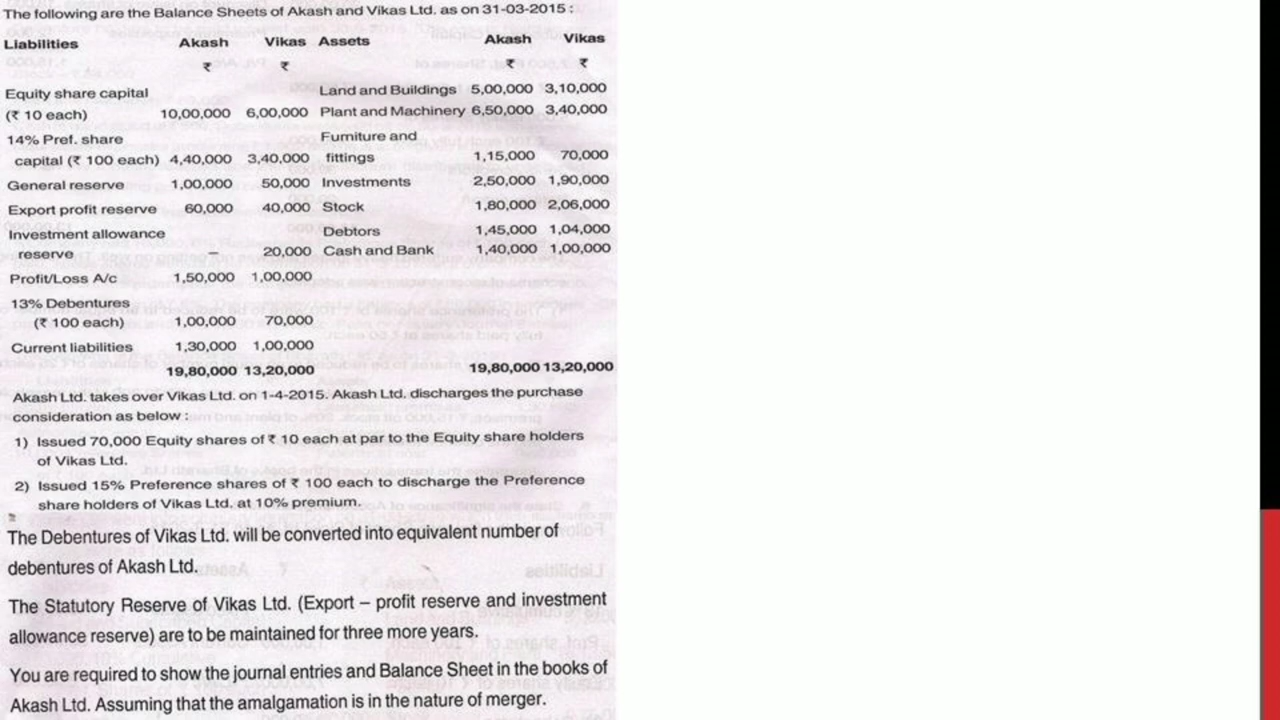 The following are the Balance Sheets of Akash and Vikas Ltd. as on 31-03-2015 :
Liabilities Akash Vikas Assets Akash Vikas
₹ ₹ ₹ ₹
Equity share capital Land and Buildings 5,00,000 3,10,000
(₹ 10 each) 10,00,000 6,00,000 Plant and Machinery 6,50,000 3,40,000
14% Pref. share Furniture and
capital (₹ 100 each) 4,40,000 3,40,000 fittings 1,15,000 70,000
General reserve 1,00,000 50,000 Investments 2,50,000 1,90,000
Export profit reserve 60,000 40,000 Stock 1,80,000 2,06,000
Investment allowance Debtors 1,45,000 1,04,000
reserve – 20,000 Cash and Bank 1,40,000 1,00,000
Profit/Loss A/c 1,50,000 1,00,000
13% Debentures
(₹ 100 each) 1,00,000 70,000
Current liabilities 1,30,000 1,00,000
19,80,000 13,20,000 19,80,000 13,20,000
Akash Ltd. takes over Vikas Ltd. on 1-4-2015. Akash Ltd. discharges the purchase
consideration as below :
1) Issued 70,000 Equity shares of ₹ 10 each at par to the Equity share holders
of Vikas Ltd.
2) Issued 15% Preference shares of ₹ 100 each to discharge the Preference
share holders of Vikas Ltd. at 10% premium.
The Debentures of Vikas Ltd. will be converted into equivalent number of
debentures of Akash Ltd.
The Statutory Reserve of Vikas Ltd. (Export – profit reserve and investment
allowance reserve) are to be maintained for three more years.
You are required to show the journal entries and Balance Sheet in the books of
Akash Ltd. Assuming that the amalgamation is in the nature of merger.